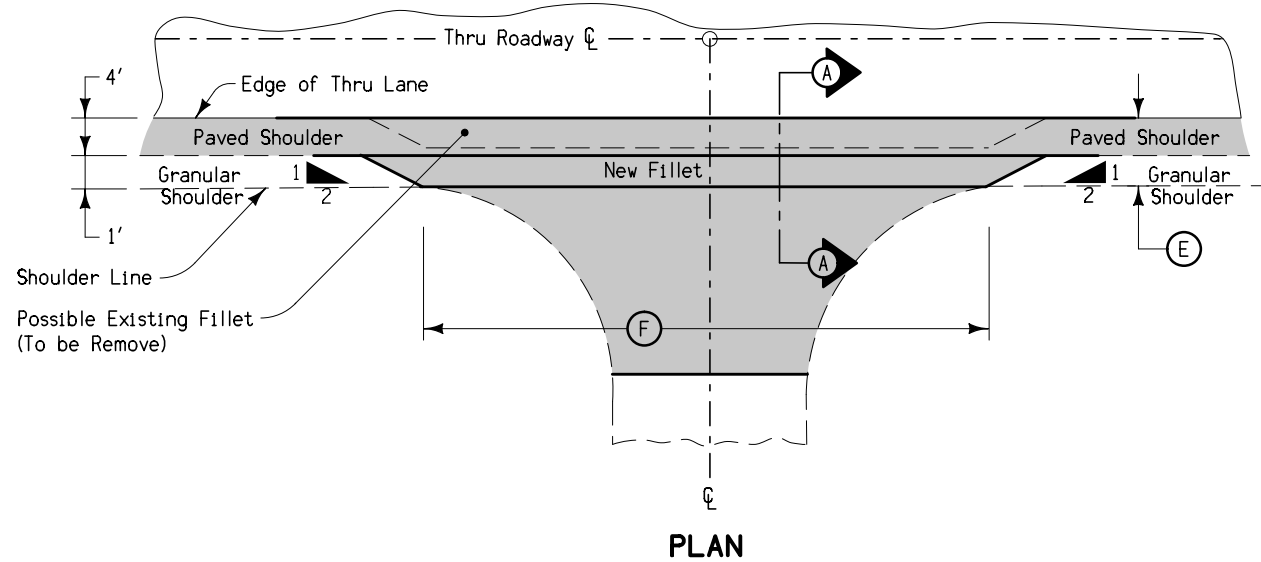 Thru Roadway ℄
A
4'
Edge of Thru Lane
Paved Shoulder
Paved Shoulder
New Fillet
Granular
Shoulder
1
2
1
2
Granular
Shoulder
1'
A
E
Shoulder Line
Possible Existing Fillet
(To be Remove)
F
℄
PLAN